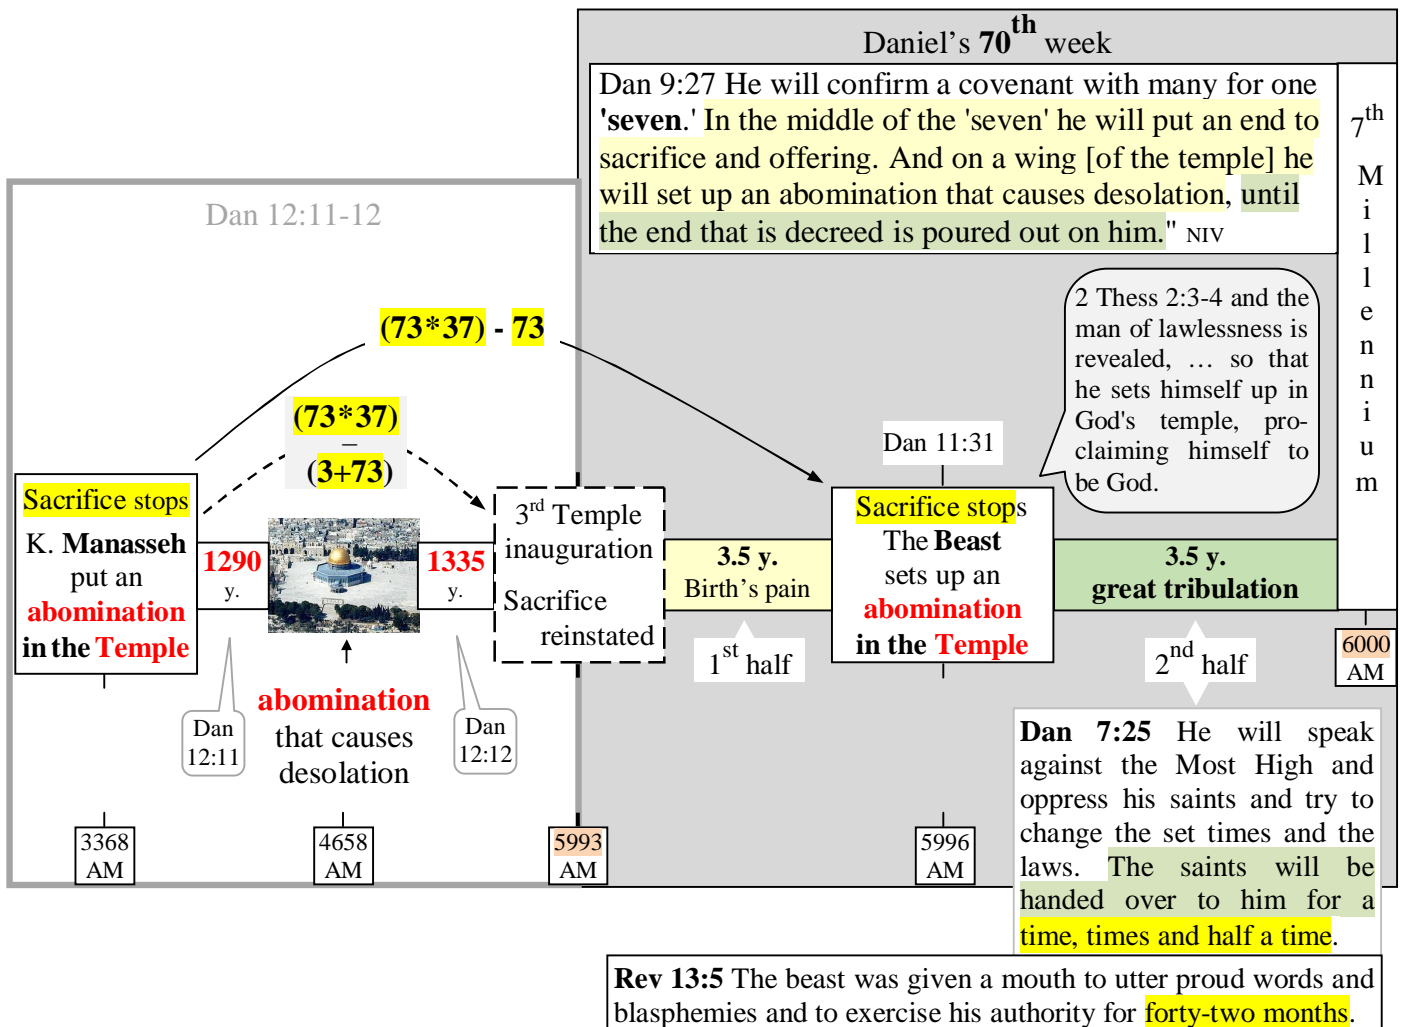 Daniel's 70th week
Dan 9:27 He will confirm a covenant with many for one
'seven.' In the middle of the 'seven' he will put an end to
sacrifice and offering. And on a wing [of the temple] he
will set up an abomination that causes desolation, until
the end that is decreed is poured out on him." NIV
7th
M
i
l
l
e
n
n
i
u
m
Dan 12:11-12
(73*37) - 73
(73*37)
–
(3+73)
2 Thess 2:3-4 and the
man of lawlessness is
revealed, … so that
he sets himself up in
God's temple, pro-
claiming himself to
be God.
Dan 11:31
Sacrifice stops
K. Manasseh
put an
abomination
in the Temple
1290
y.
1335
y.
3rd Temple
inauguration
Sacrifice
reinstated
3.5 y.
Birth's pain
Sacrifice stops
The Beast
sets up an
abomination
in the Temple
3.5 y.
great tribulation
1st half
2nd half
6000
AM
Dan
12:11
abomination
that causes
desolation
Dan
12:12
3368
AM
4658
AM
5993
AM
5996
AM
Dan 7:25 He will speak
against the Most High and
oppress his saints and try to
change the set times and the
laws. The saints will be
handed over to him for a
time, times and half a time.
Rev 13:5 The beast was given a mouth to utter proud words and
blasphemies and to exercise his authority for forty-two months.